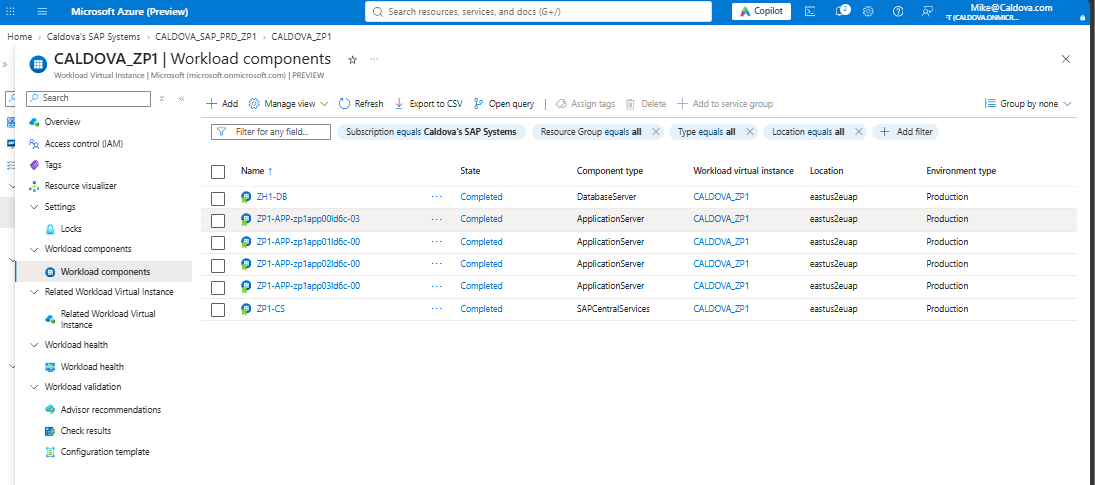 Microsoft Azure (Preview)
Search resources, services, and docs (G+/)
Copilot
2
Mike@Caldova.com
(CALDOVA.ONMICR...
Home > Caldova's SAP Systems > CALDOVA_SAP_PRD_ZP1 > CALDOVA_ZP1
CALDOVA_ZP1 | Workload components
Workload Virtual Instance | Microsoft (microsoft.onmicrosoft.com) | PREVIEW
Search
Overview
Access control (IAM)
Tags
Resource visualizer
Settings
Locks
Workload components
Workload components
Related Workload Virtual Instance
Related Workload Virtual
Instance
Workload health
Workload health
Workload validation
Advisor recommendations
Check results
Configuration template
Add Manage view Refresh Export to CSV Open query Assign tags Delete Add to service group Group by none
Filter for any field... Subscription equals Caldova's SAP Systems Resource Group equals all Type equals all Location equals all Add filter
Name ↑ State Component type Workload virtual instance Location Environment type
ZH1-DB ... Completed DatabaseServer CALDOVA_ZP1 eastus2euap Production
ZP1-APP-zp1app00ld6c-03 ... Completed ApplicationServer CALDOVA_ZP1 eastus2euap Production
ZP1-APP-zp1app01ld6c-00 ... Completed ApplicationServer CALDOVA_ZP1 eastus2euap Production
ZP1-APP-zp1app02ld6c-00 ... Completed ApplicationServer CALDOVA_ZP1 eastus2euap Production
ZP1-APP-zp1app03ld6c-00 ... Completed ApplicationServer CALDOVA_ZP1 eastus2euap Production
ZP1-CS ... Completed SAPCentralServices CALDOVA_ZP1 eastus2euap Production